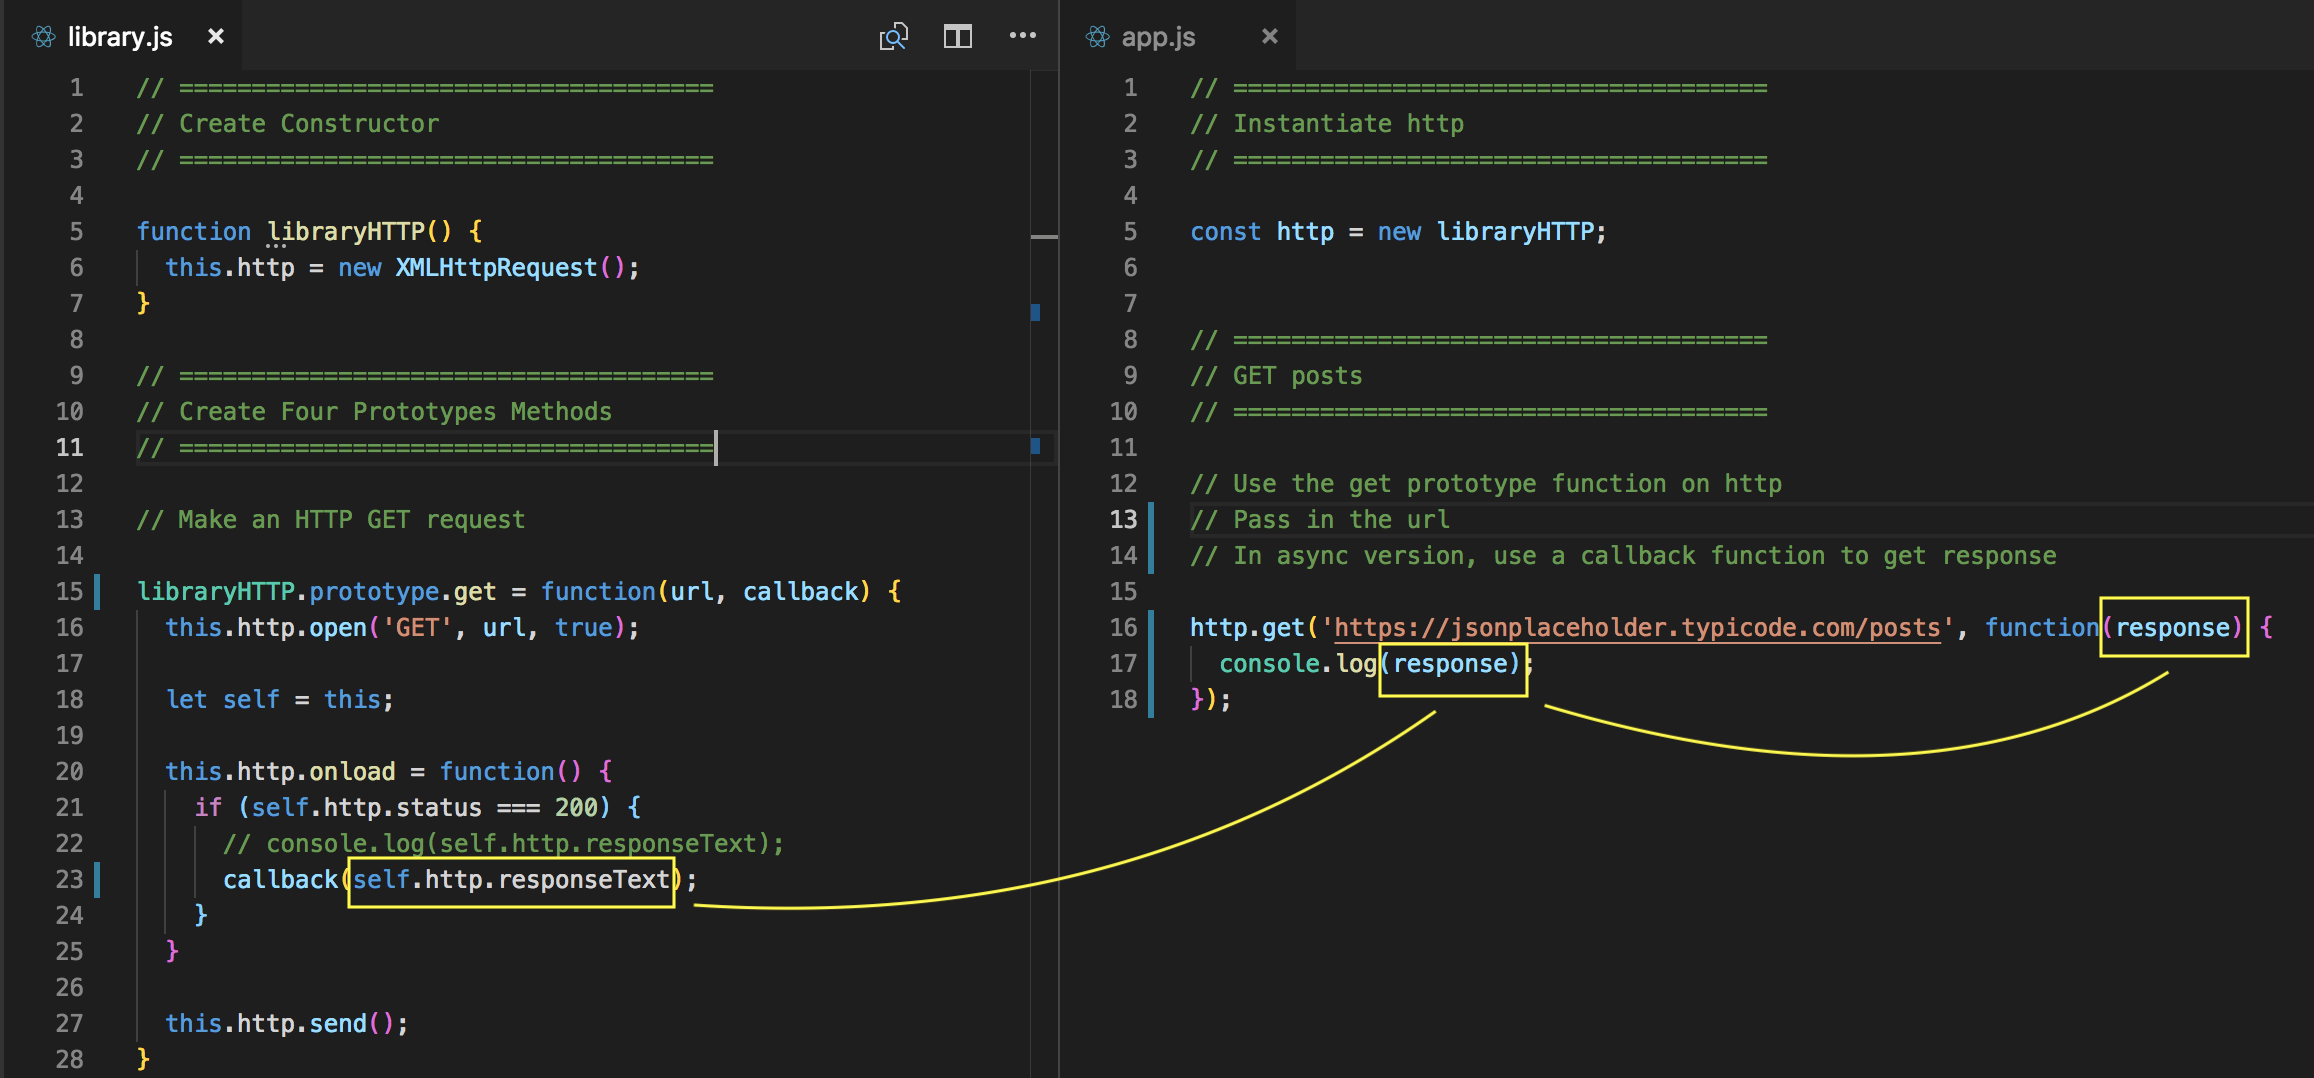 library.js ×
1 // =====================================
2 // Create Constructor
3 // =====================================
4
5 function libraryHTTP() {
6 this.http = new XMLHttpRequest();
7 }
8
9 // =====================================
10 // Create Four Prototypes Methods
11 // =====================================
12
13 // Make an HTTP GET request
14
15 libraryHTTP.prototype.get = function(url, callback) {
16 this.http.open('GET', url, true);
17
18 let self = this;
19
20 this.http.onload = function() {
21 if (self.http.status === 200) {
22 // console.log(self.http.responseText);
23 callback(self.http.responseText);
24 }
25 }
26
27 this.http.send();
28 }
app.js ×
1 // =====================================
2 // Instantiate http
3 // =====================================
4
5 const http = new libraryHTTP;
6
7
8 // =====================================
9 // GET posts
10 // =====================================
11
12 // Use the get prototype function on http
13 // Pass in the url
14 // In async version, use a callback function to get response
15
16 http.get('https://jsonplaceholder.typicode.com/posts', function(response) {
17 console.log(response);
18 });